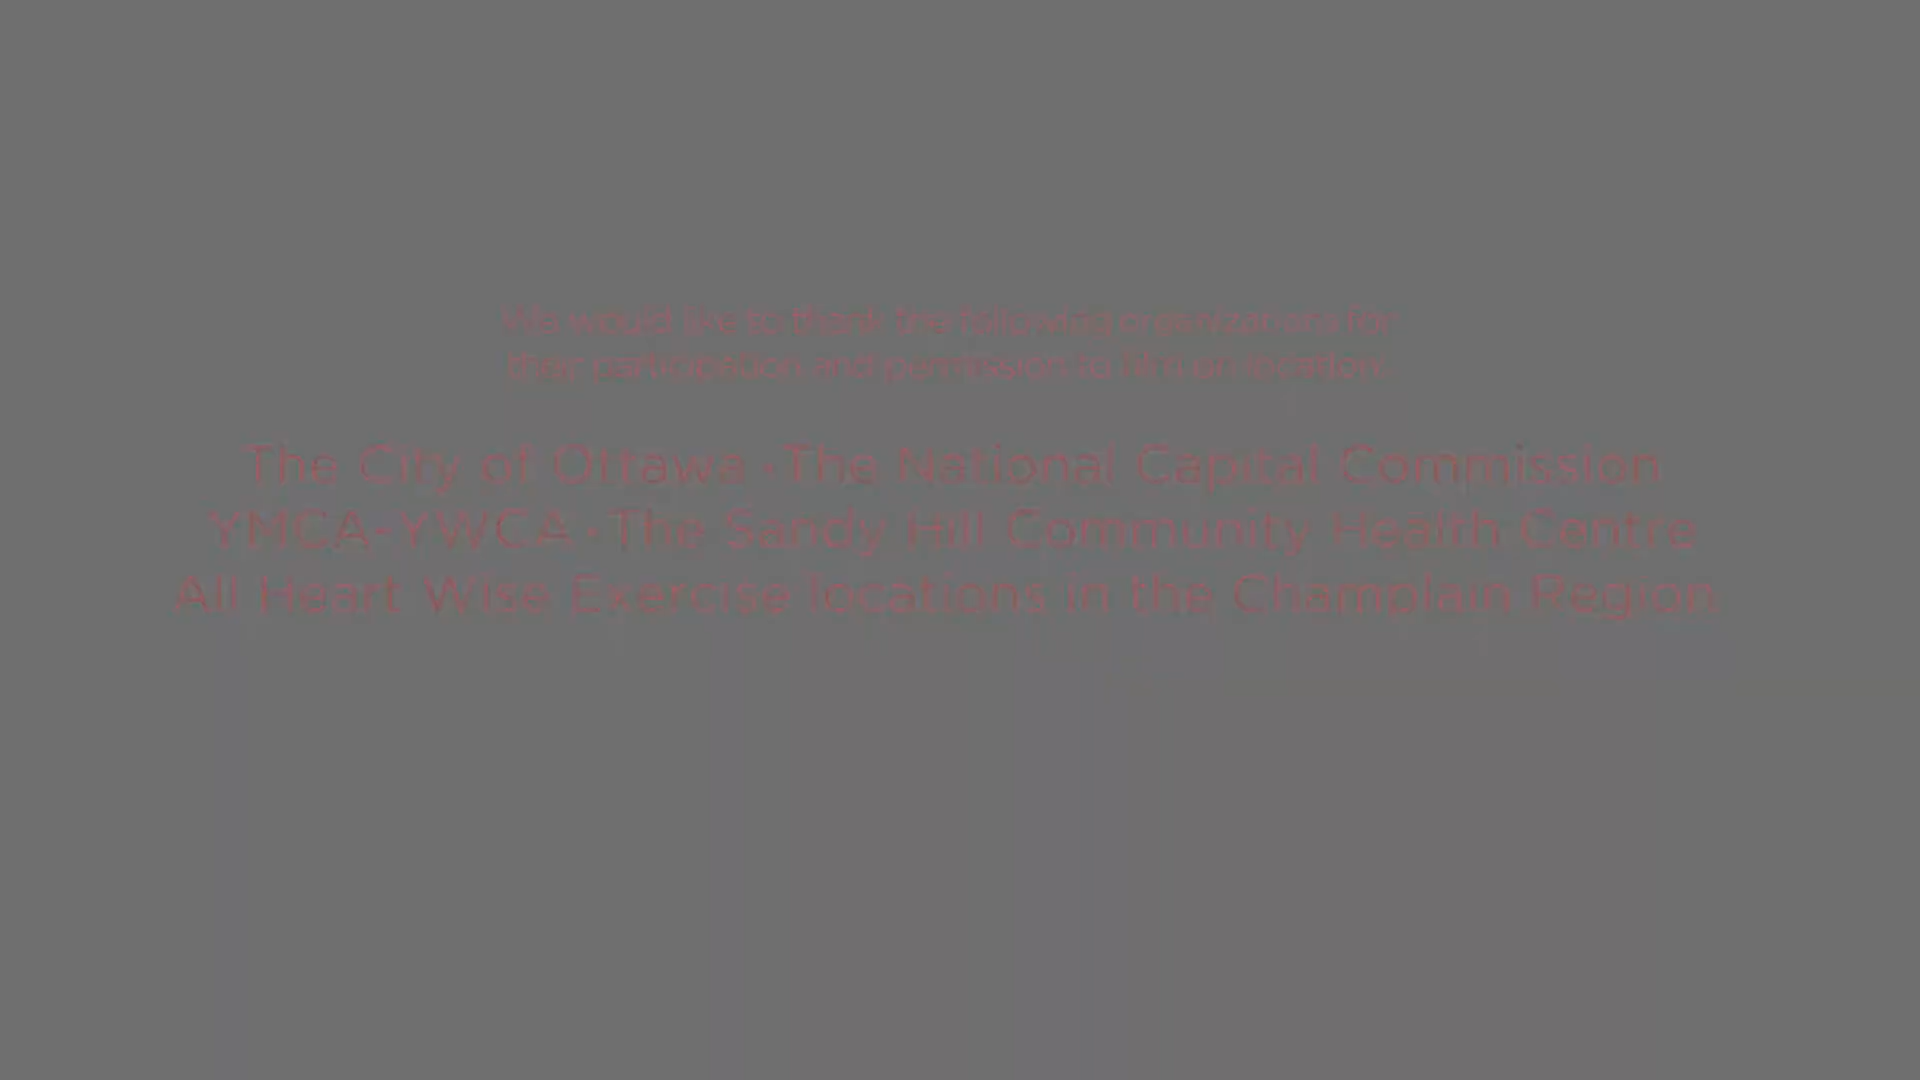 We would like to thank the following organizations for
their participation and permission to film on location:
The City of Ottawa · The National Capital Commission
YMCA-YWCA · The Sandy Hill Community Health Centre
All Heart Wise Exercise locations in the Champlain Region